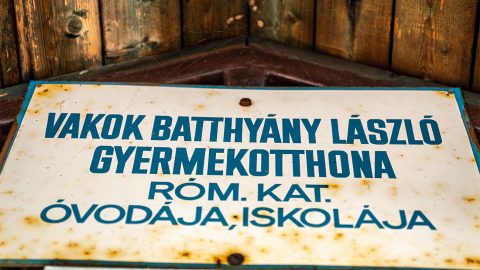 VAKOK BATTHYÁNY LÁSZLÓ
GYERMEKOTTHONA
RÓM. KAT.
ÓVODÁJA, ISKOLÁJA